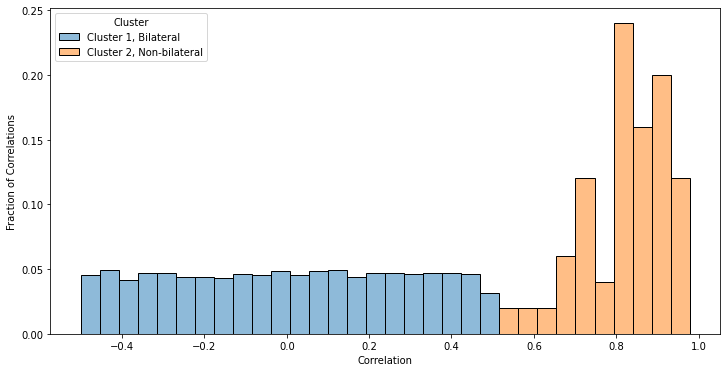 Cluster
Cluster 1, Bilateral
Cluster 2, Non-bilateral
Fraction of Correlations
0.25
0.20
0.15
0.10
0.05
0.00
−0.4
−0.2
0.0
0.2
0.4
0.6
0.8
1.0
Correlation